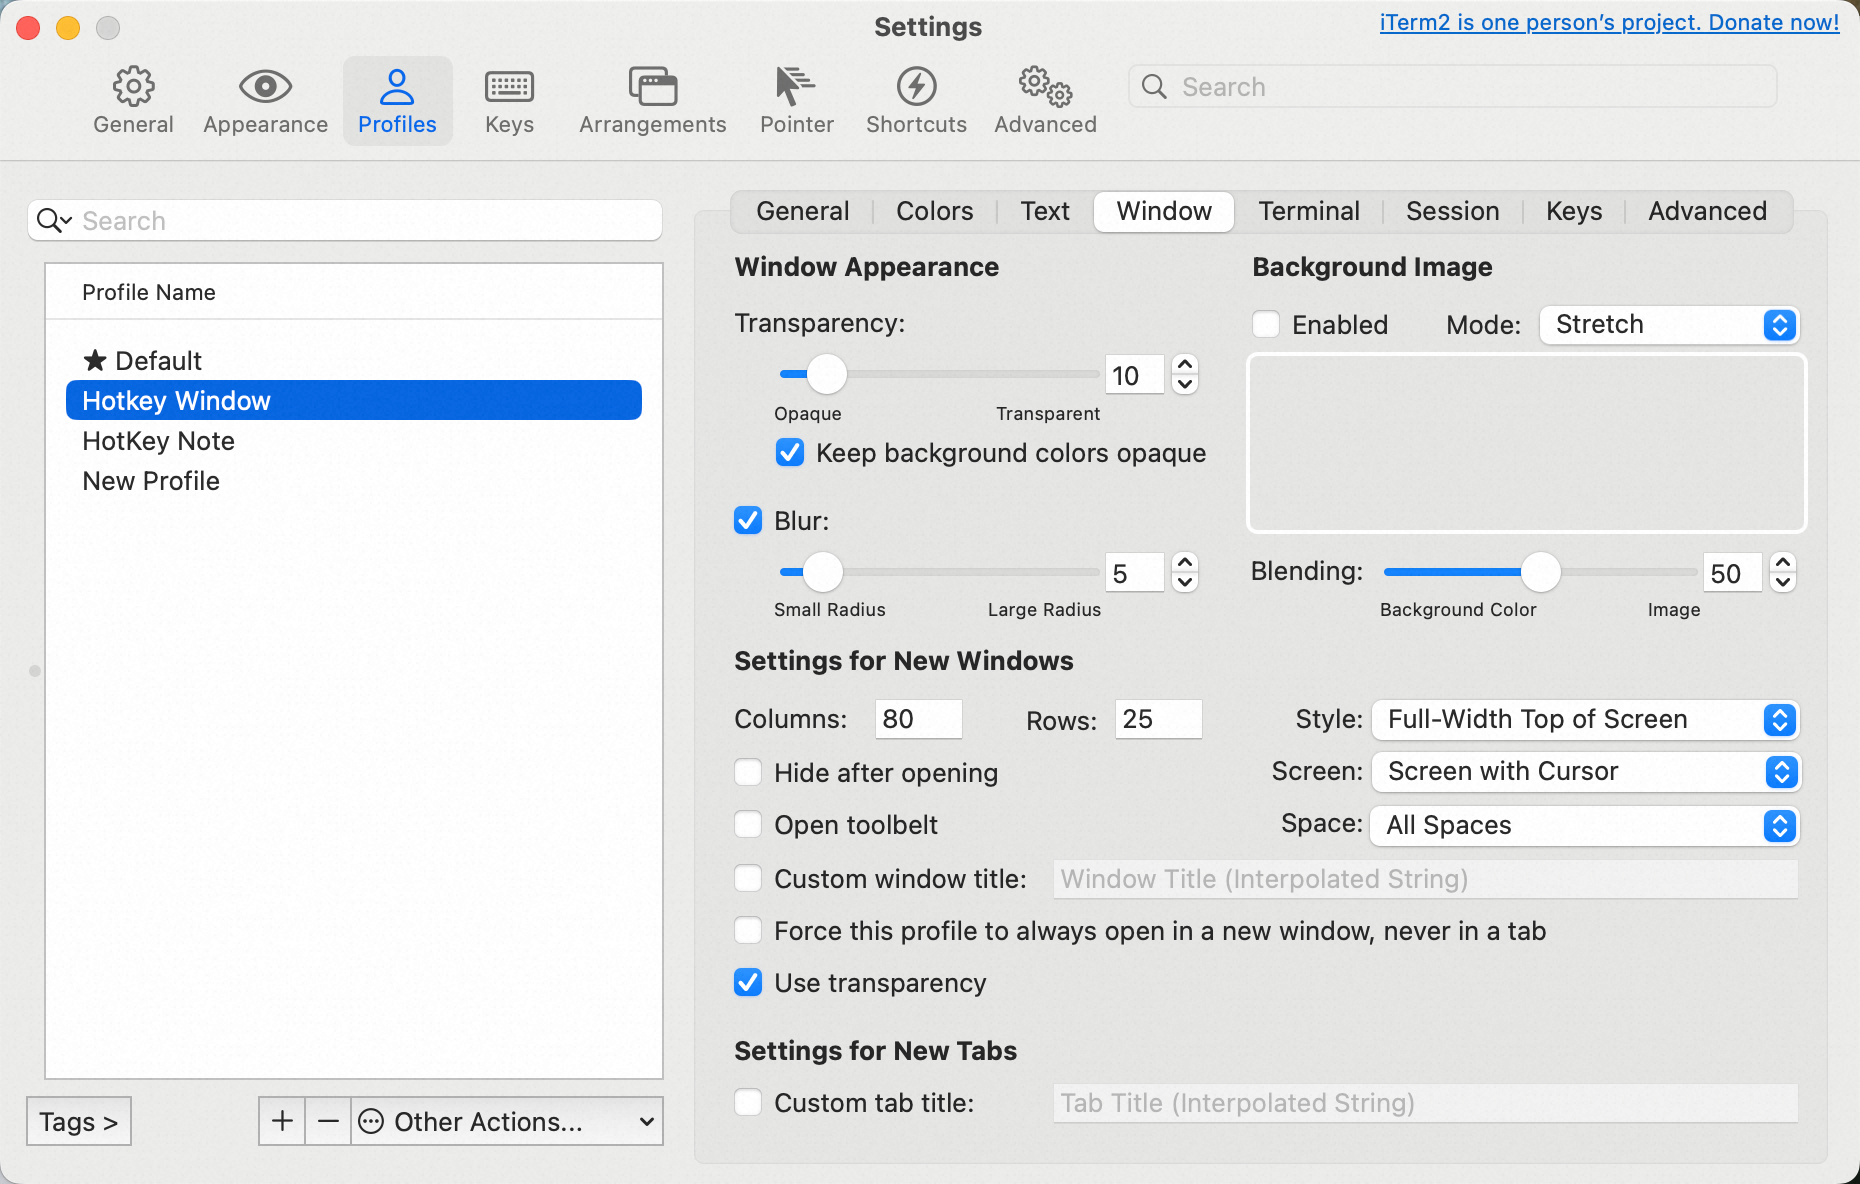 Settings
iTerm2 is one person's project. Donate now!
General
Appearance
Profiles
Keys
Arrangements
Pointer
Shortcuts
Advanced
Search
Search
Profile Name
★ Default
Hotkey Window
HotKey Note
New Profile
Tags >
+
−
Other Actions...
General
Colors
Text
Window
Terminal
Session
Keys
Advanced
Window Appearance
Transparency:
10
Opaque
Transparent
Keep background colors opaque
Blur:
5
Small Radius
Large Radius
Background Image
Enabled
Mode:
Stretch
Blending:
50
Background Color
Image
Settings for New Windows
Columns:
80
Rows:
25
Style:
Full-Width Top of Screen
Hide after opening
Screen:
Screen with Cursor
Open toolbelt
Space:
All Spaces
Custom window title:
Window Title (Interpolated String)
Force this profile to always open in a new window, never in a tab
Use transparency
Settings for New Tabs
Custom tab title:
Tab Title (Interpolated String)